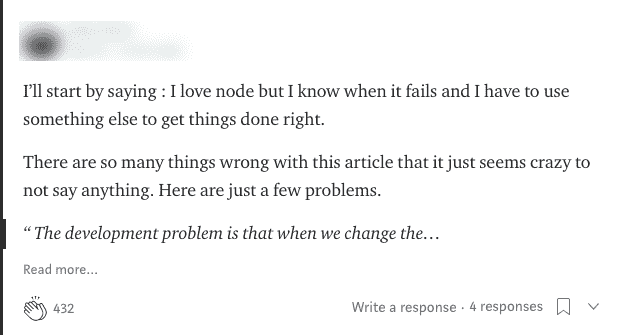 I'll start by saying : I love node but I know when it fails and I have to use
something else to get things done right.
There are so many things wrong with this article that it just seems crazy to
not say anything. Here are just a few problems.
“ The development problem is that when we change the…
Read more…
432
Write a response · 4 responses